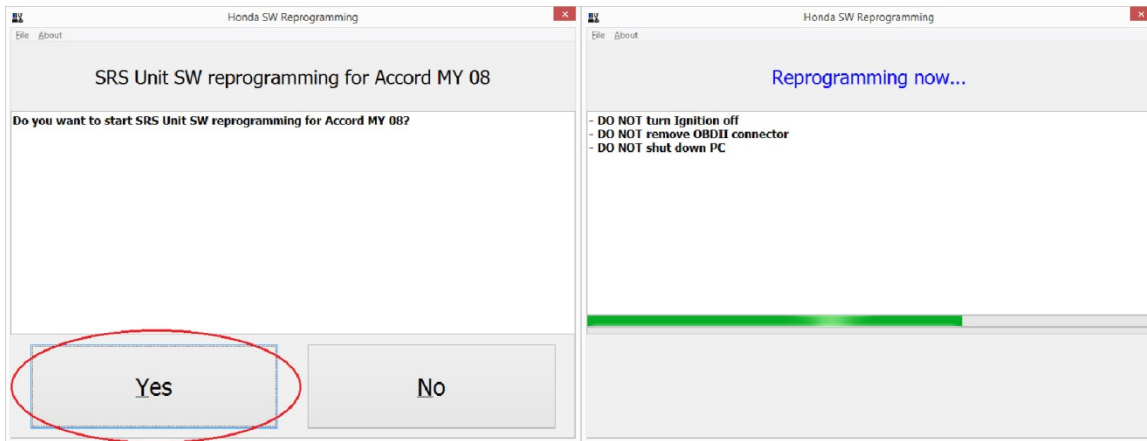 Honda SW Reprogramming
File About
SRS Unit SW reprogramming for Accord MY 08
Do you want to start SRS Unit SW reprogramming for Accord MY 08?
Yes
No
Honda SW Reprogramming
File About
Reprogramming now...
- DO NOT turn Ignition off
- DO NOT remove OBDII connector
- DO NOT shut down PC